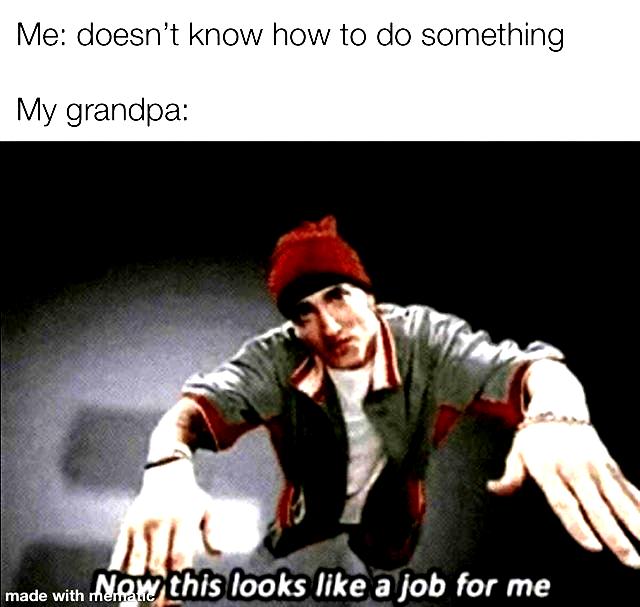 Me: doesn’t know how to do something
My grandpa:
Now this looks like a job for me
made with mematic